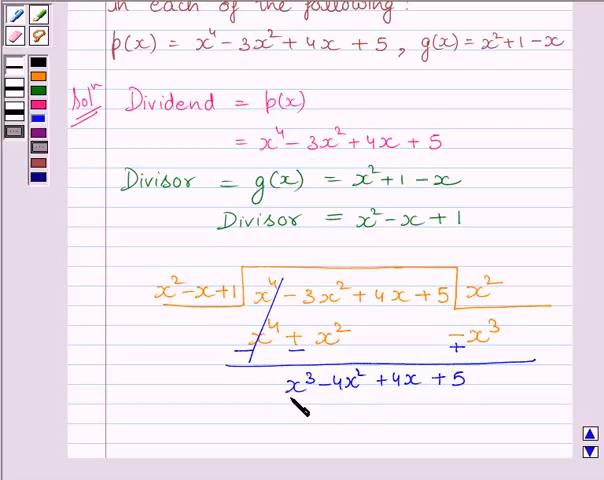 in each of the following:
p(x) = x⁴ - 3x² + 4x + 5, g(x) = x² + 1 - x
Solⁿ Dividend = p(x)
= x⁴ - 3x² + 4x + 5
Divisor = g(x) = x² + 1 - x
Divisor = x² - x + 1
x² - x + 1 x⁴ - 3x² + 4x + 5 x²
x⁴ + x² - x³
- - +
x³ - 4x² + 4x + 5